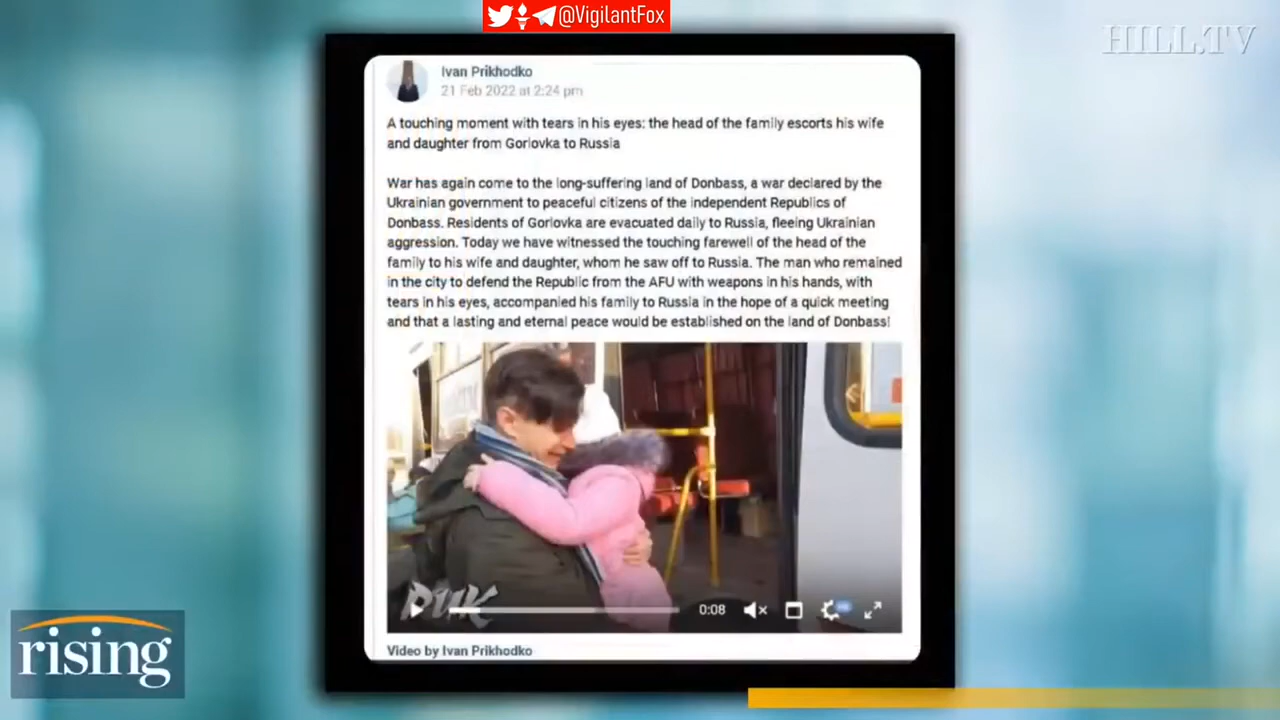 @VigilantFox
HILL.TV
Ivan Prikhodko
21 Feb 2022 at 2:24 pm
A touching moment with tears in his eyes: the head of the family escorts his wife
and daughter from Gorlovka to Russia
War has again come to the long-suffering land of Donbass, a war declared by the
Ukrainian government to peaceful citizens of the independent Republics of
Donbass. Residents of Gorlovka are evacuated daily to Russia, fleeing Ukrainian
aggression. Today we have witnessed the touching farewell of the head of the
family to his wife and daughter, whom he saw off to Russia. The man who remained
in the city to defend the Republic from the AFU with weapons in his hands, with
tears in his eyes, accompanied his family to Russia in the hope of a quick meeting
and that a lasting and eternal peace would be established on the land of Donbass!
0:08
Video by Ivan Prikhodko
rising